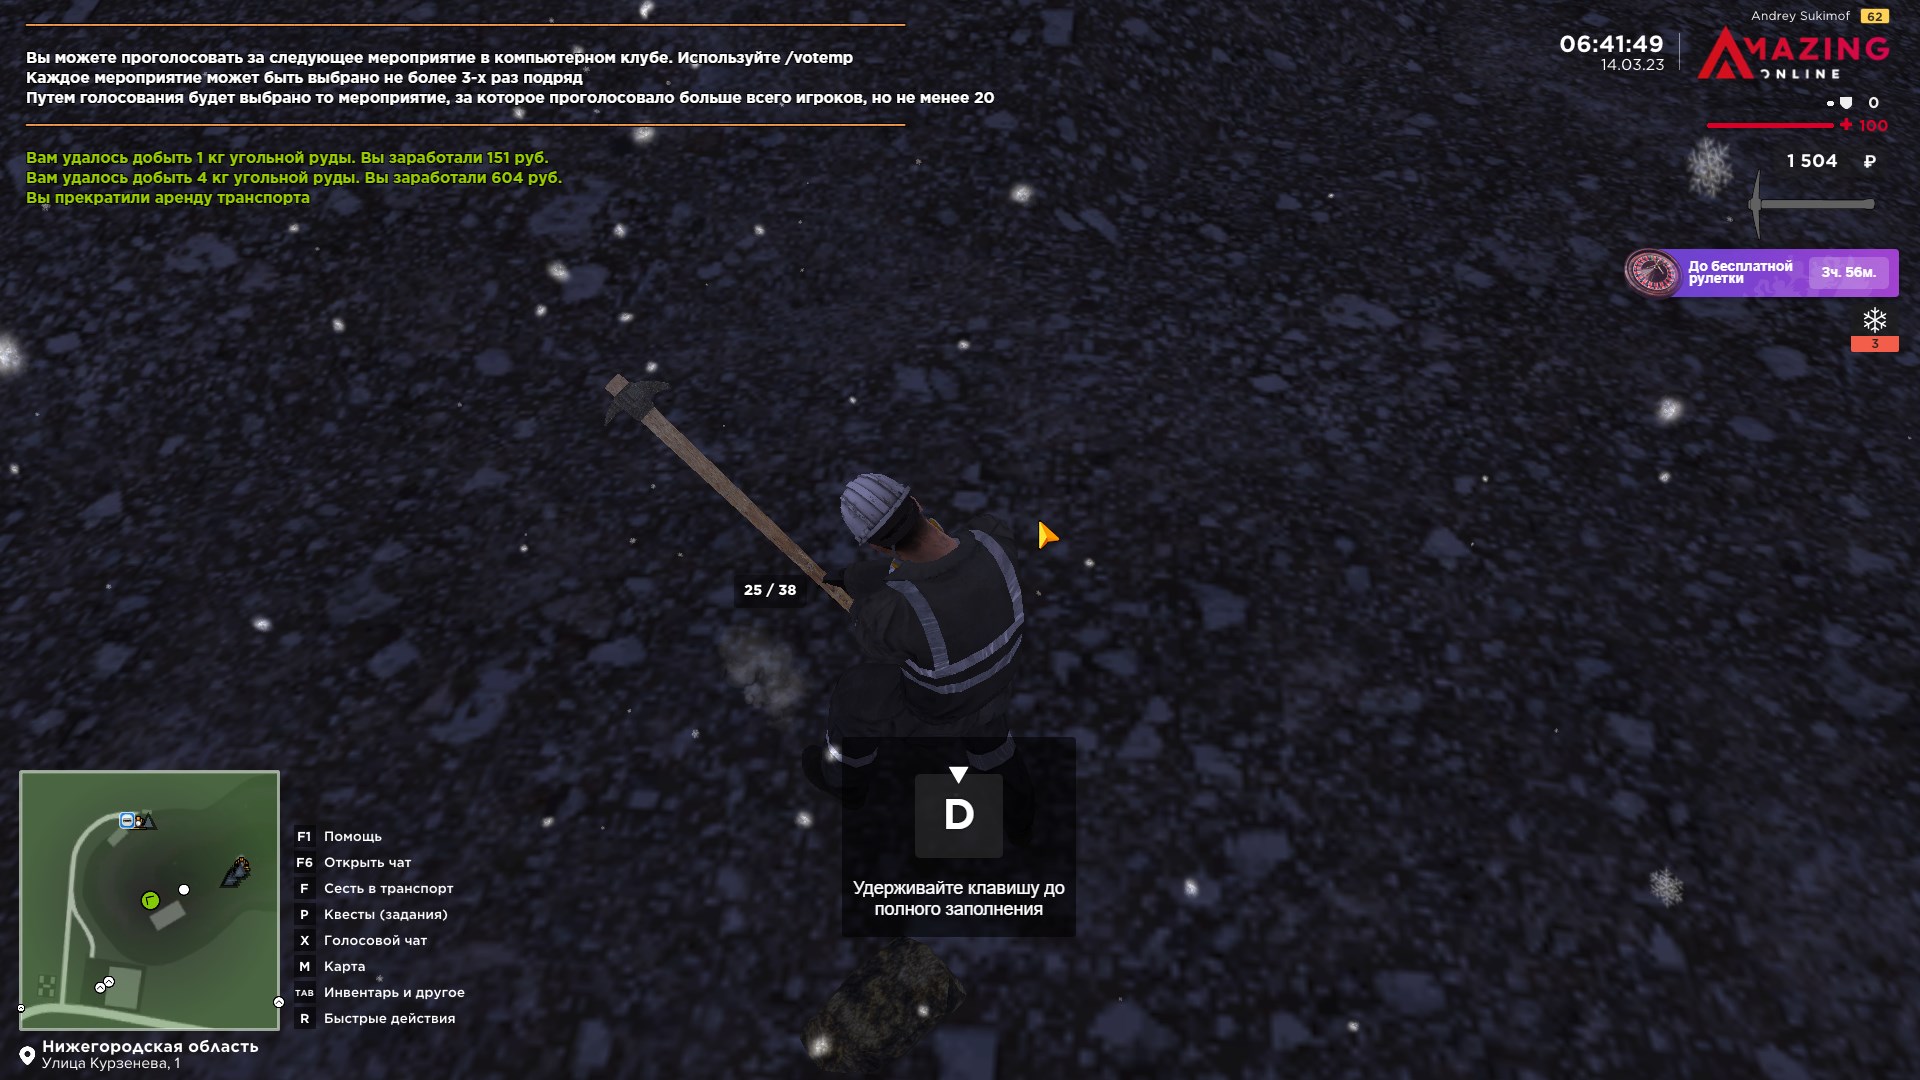 Вы можете проголосовать за следующее мероприятие в компьютерном клубе. Используйте /votemp
Каждое мероприятие может быть выбрано не более 3-х раз подряд
Путем голосования будет выбрано то мероприятие, за которое проголосовало больше всего игроков, но не менее 20
Вам удалось добыть 1 кг угольной руды. Вы заработали 151 руб.
Вам удалось добыть 4 кг угольной руды. Вы заработали 604 руб.
Вы прекратили аренду транспорта
Andrey Sukimof 62
06:41:49
14.03.23
AMAZING
ONLINE
0
100
1 504 ₽
До бесплатной
рулетки
3ч. 56м.
3
25 / 38
D
Удерживайте клавишу до
полного заполнения
F1 Помощь
F6 Открыть чат
F Сесть в транспорт
P Квесты (задания)
X Голосовой чат
M Карта
TAB Инвентарь и другое
R Быстрые действия
Нижегородская область
Улица Курзенева, 1